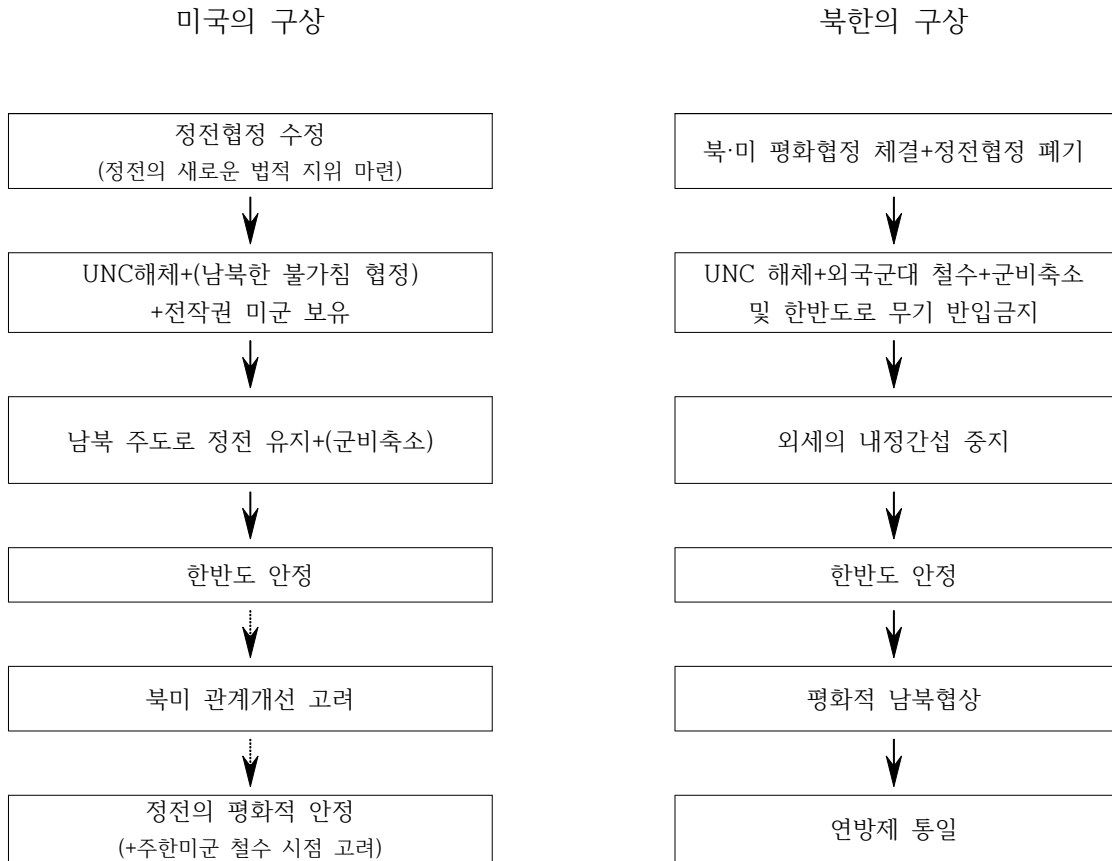 미국의 구상
정전협정 수정
(정전의 새로운 법적 지위 마련)
UNC해체+(남북한 불가침 협정)
+전작권 미군 보유
남북 주도로 정전 유지+(군비축소)
한반도 안정
북미 관계개선 고려
정전의 평화적 안정
(+주한미군 철수 시점 고려)
북한의 구상
북·미 평화협정 체결+정전협정 폐기
UNC 해체+외국군대 철수+군비축소
및 한반도로 무기 반입금지
외세의 내정간섭 중지
한반도 안정
평화적 남북협상
연방제 통일